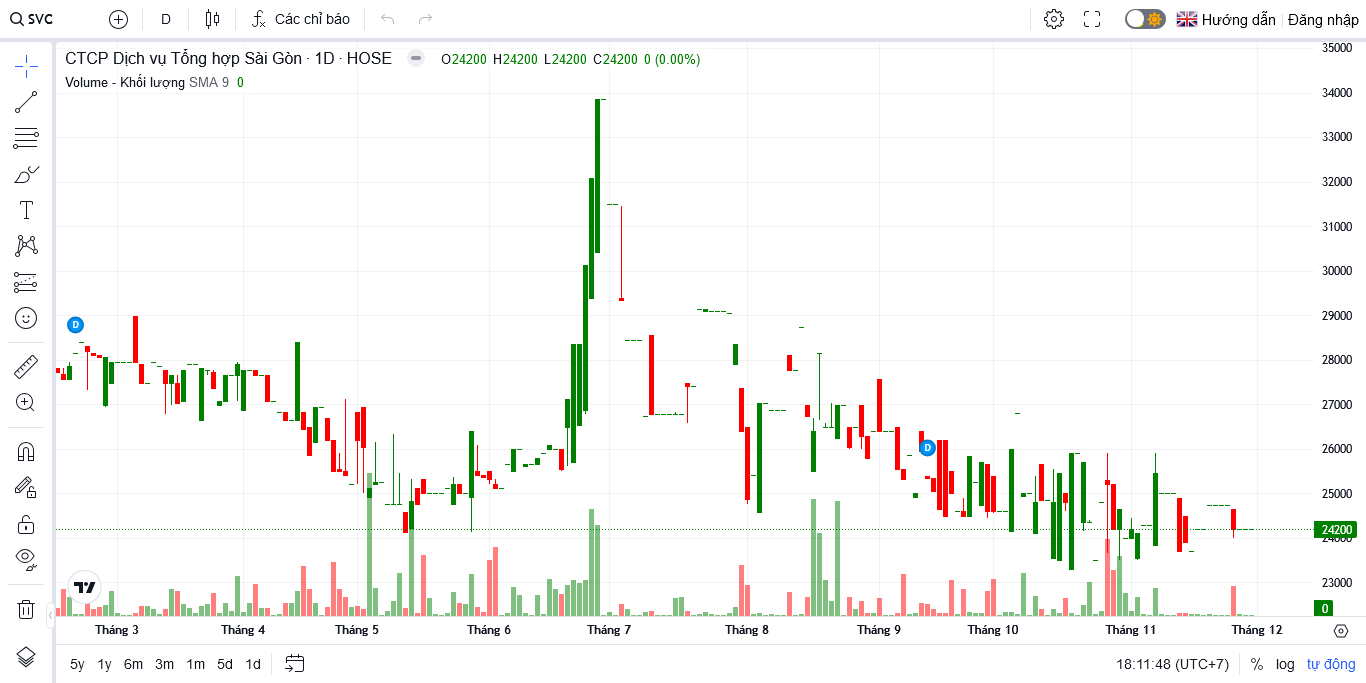 SVC D Các chỉ báo Hướng dẫn Đăng nhập
CTCP Dịch vụ Tổng hợp Sài Gòn · 1D · HOSE O24200 H24200 L24200 C24200 0 (0.00%)
Volume - Khối lượng SMA 9 0
35000
34000
33000
32000
31000
30000
29000
28000
27000
26000
25000
24200
24000
23000
0
D
D
T
Tháng 3 Tháng 4 Tháng 5 Tháng 6 Tháng 7 Tháng 8 Tháng 9 Tháng 10 Tháng 11 Tháng 12
5y 1y 6m 3m 1m 5d 1d 18:11:48 (UTC+7) % log tự động